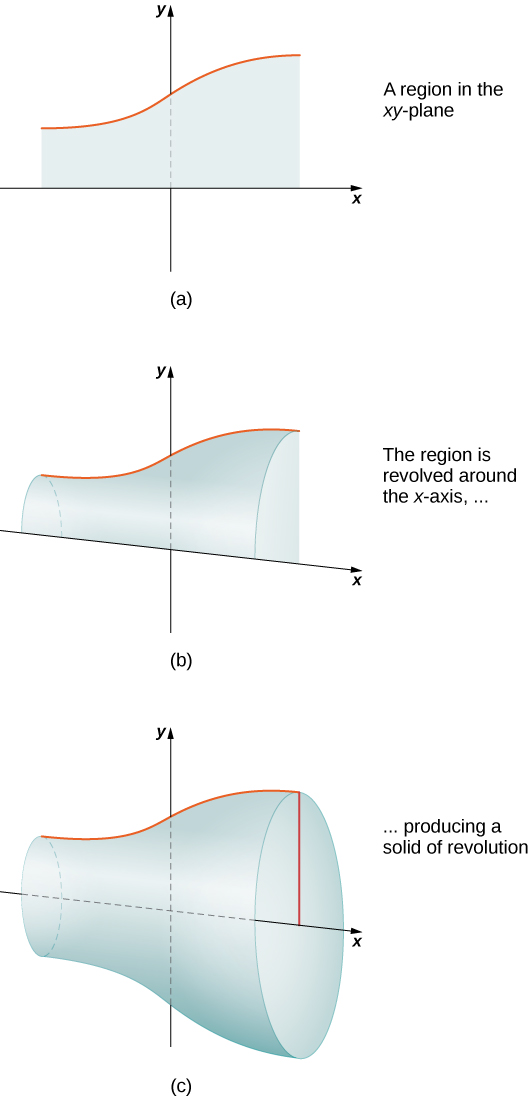 y
A region in the
xy-plane
x
(a)
y
The region is
revolved around
the x-axis, ...
x
(b)
y
... producing a
solid of revolution
x
(c)